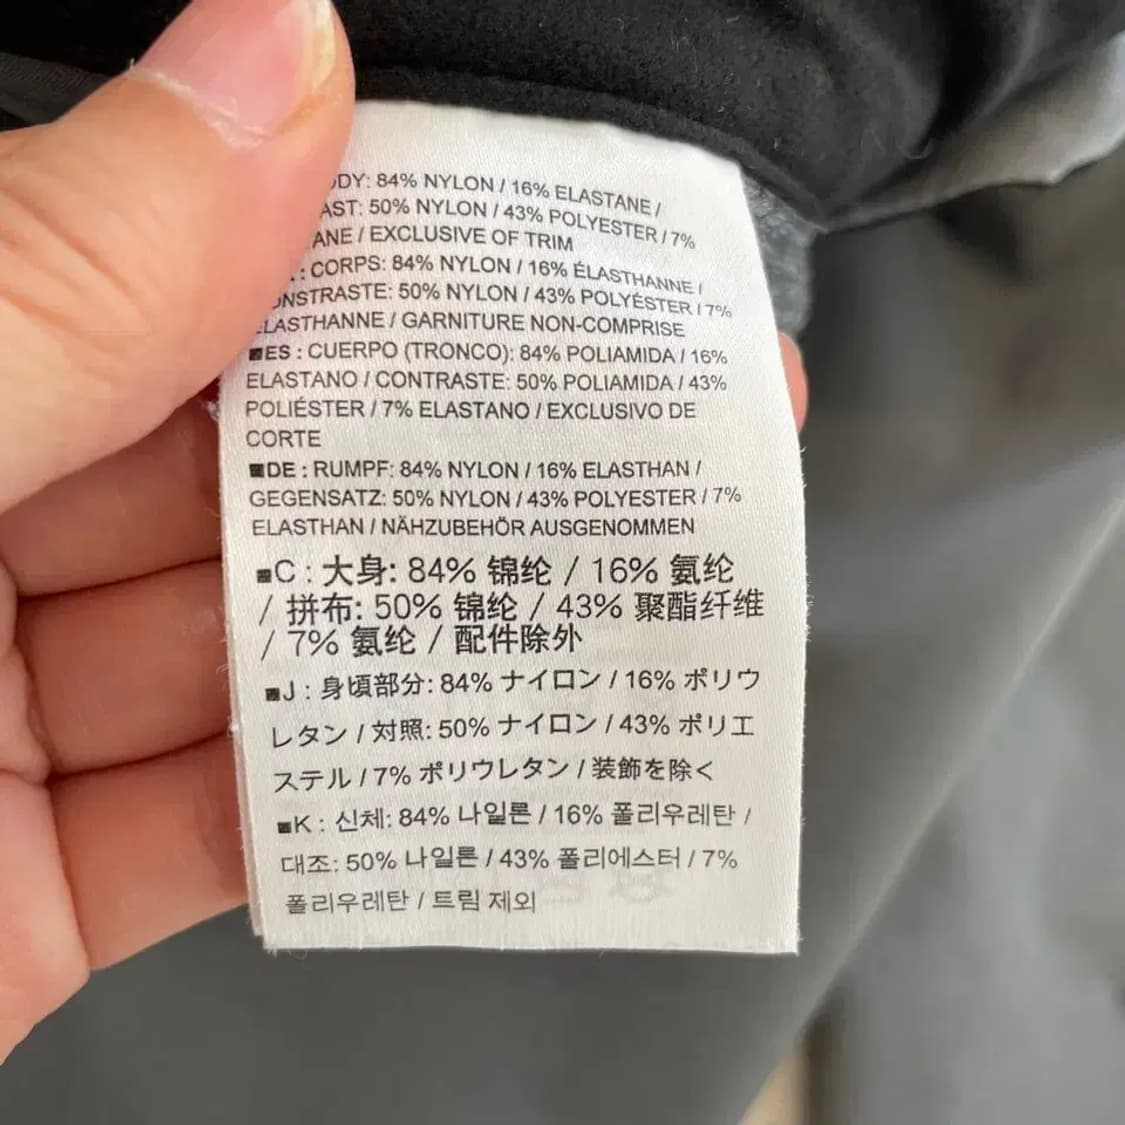 84% NYLON / 16% ELASTANE /
50% NYLON / 43% POLYESTER / 7%
/ EXCLUSIVE OF TRIM
: CORPS: 84% NYLON / 16% ÉLASTHANNE /
50% NYLON / 43% POLYÉSTER / 7%
/ GARNITURE NON-COMPRISE
■ES : CUERPO (TRONCO): 84% POLIAMIDA / 16%
ELASTANO / CONTRASTE: 50% POLIAMIDA / 43%
POLIÉSTER / 7% ELASTANO / EXCLUSIVO DE
CORTE
■DE : RUMPF: 84% NYLON / 16% ELASTHAN /
GEGENSATZ: 50% NYLON / 43% POLYESTER / 7%
ELASTHAN / NÄHZUBEHÖR AUSGENOMMEN
■C : 大身: 84% 锦纶 / 16% 氨纶
/ 拼布: 50% 锦纶 / 43% 聚酯纤维
/ 7% 氨纶 / 配件除外
■J : 身頃部分: 84% ナイロン / 16% ポリウ
レタン / 対照: 50% ナイロン / 43% ポリエ
ステル / 7% ポリウレタン / 装飾を除く
■K : 신체: 84% 나일론 / 16% 폴리우레탄 /
대조: 50% 나일론 / 43% 폴리에스터 / 7%
폴리우레탄 / 트림 제외